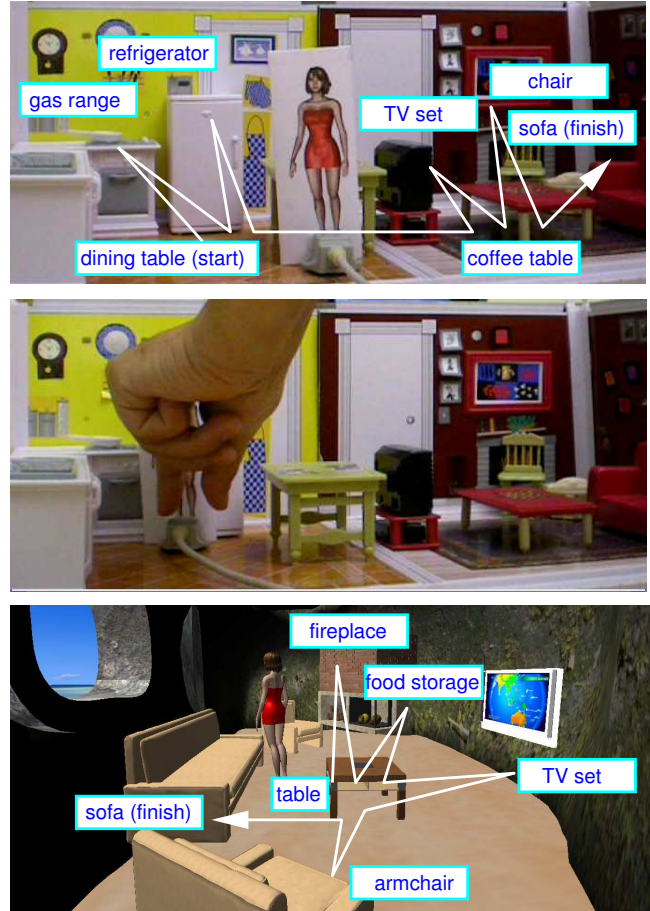 refrigerator
gas range
chair
TV set
sofa (finish)
dining table (start)
coffee table
fireplace
food storage
TV set
table
sofa (finish)
armchair